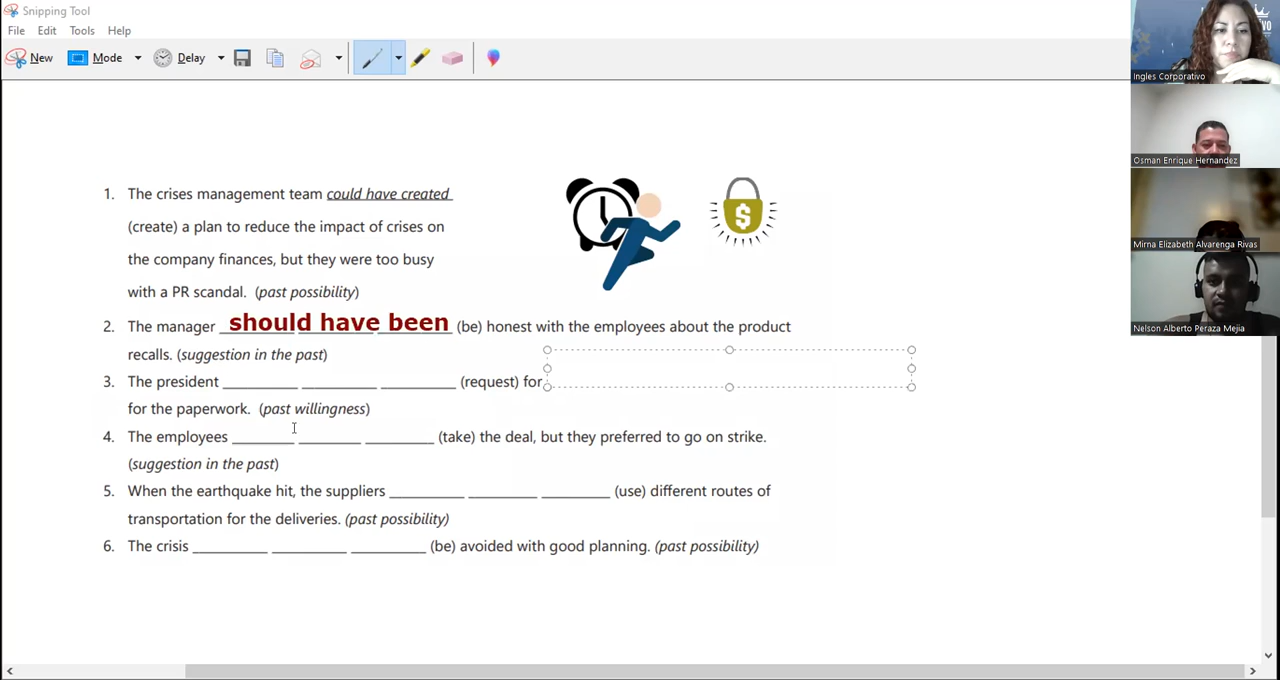 Snipping Tool
File Edit Tools Help
New Mode Delay
Ingles Corporativo
Osman Enrique Hernandez
Mirna Elizabeth Alvarenga Rivas
Nelson Alberto Peraza Mejia
1. The crises management team could have created
(create) a plan to reduce the impact of crises on
the company finances, but they were too busy
with a PR scandal. (past possibility)
$
2. The manager should have been (be) honest with the employees about the product
recalls. (suggestion in the past)
3. The president ________ ________ ________ (request) for
for the paperwork. (past willingness)
4. The employees ________ ________ ________ (take) the deal, but they preferred to go on strike.
(suggestion in the past)
5. When the earthquake hit, the suppliers ________ ________ ________ (use) different routes of
transportation for the deliveries. (past possibility)
6. The crisis ________ ________ ________ (be) avoided with good planning. (past possibility)